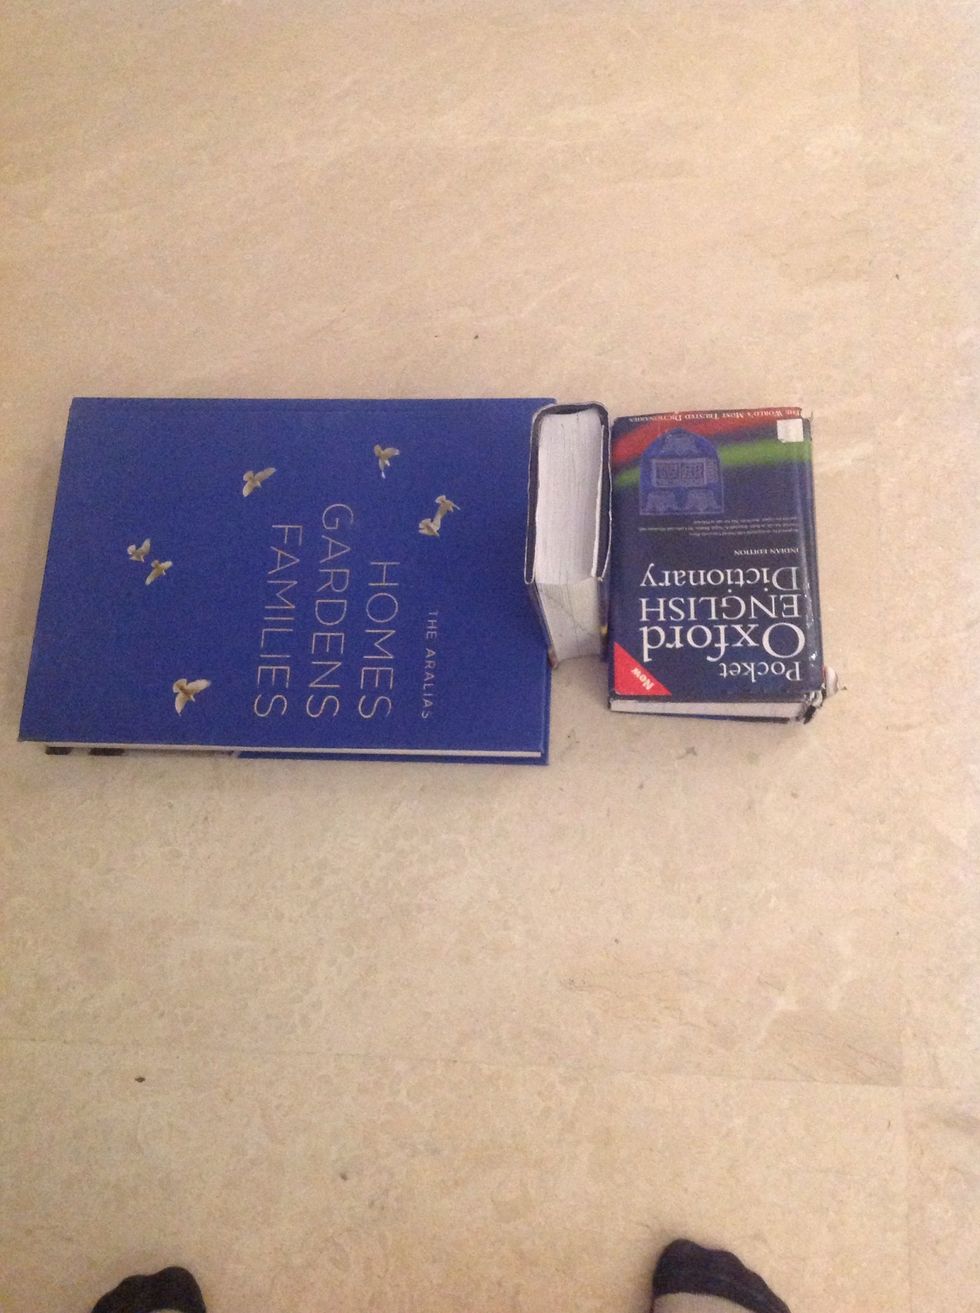 THE ARALIAS
HOMES
GARDENS
FAMILIES
THE WORLD'S MOST TRUSTED DICTIONARIES
INDIAN EDITION
Pocket
Oxford
ENGLISH
Dictionary
New